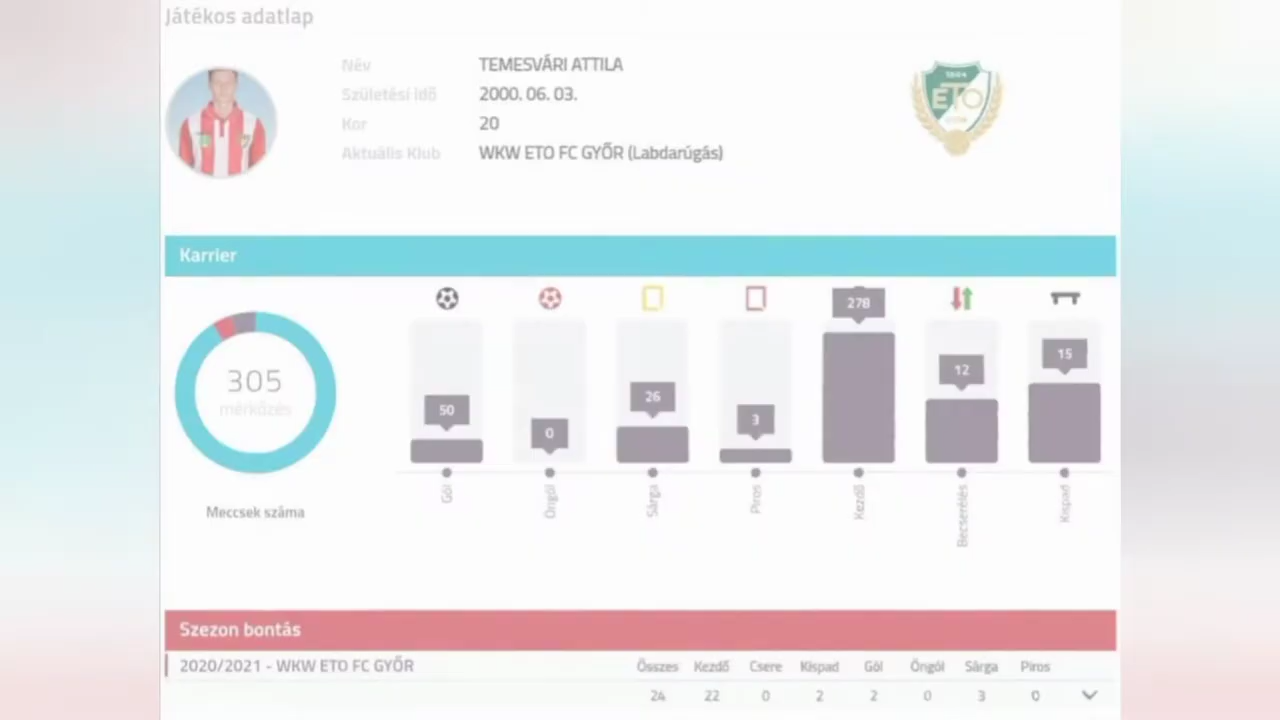 Játékos adatlap
Név TEMESVÁRI ATTILA
Születési idő 2000. 06. 03.
Kor 20
Aktuális Klub WKW ETO FC GYŐR (Labdarúgás)
ETO
Karrier
305
mérkőzés
Meccsek száma
50 0 26 3 278 12 15
Gól Öngól Sárga Piros Kezdő Becserélés Kispad
Szezon bontás
2020/2021 - WKW ETO FC GYŐR Összes Kezdő Csere Kispad Gól Öngól Sárga Piros
24 22 0 2 2 0 3 0